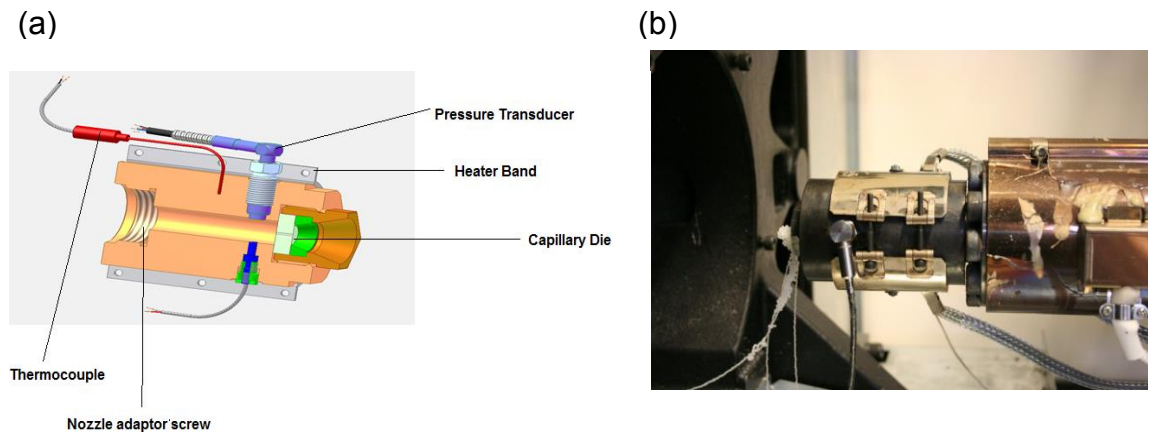 (a)
(b)
Pressure Transducer
Heater Band
Capillary Die
Thermocouple
Nozzle adaptor screw